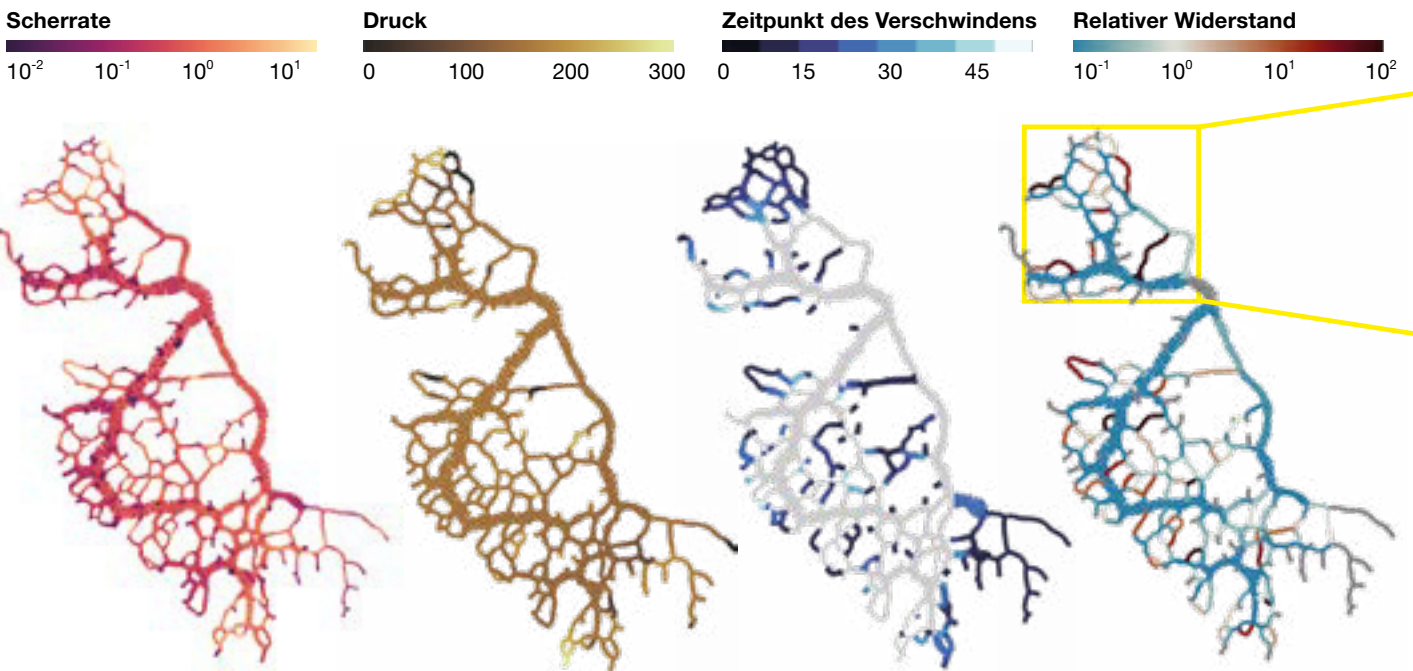 Scherrate
10⁻² 10⁻¹ 10⁰ 10¹
Druck
0 100 200 300
Zeitpunkt des Verschwindens
0 15 30 45
Relativer Widerstand
10⁻¹ 10⁰ 10¹ 10²